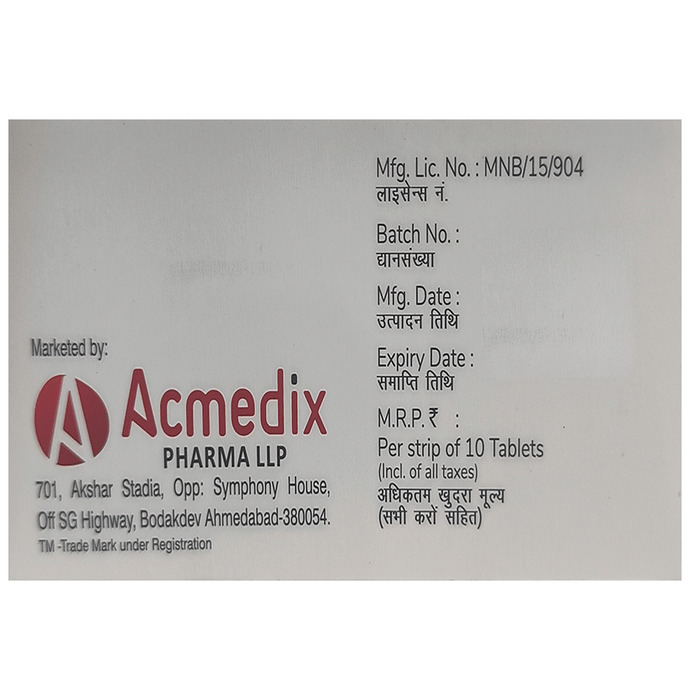 Mfg. Lic. No. : MNB/15/904
लाइसेन्स नं.
Batch No. :
द्यानसंख्या
Mfg. Date :
उत्पादन तिथि
Expiry Date :
समाप्ति तिथि
M.R.P. ₹ :
Per strip of 10 Tablets
(Incl. of all taxes)
अधिकतम खुदरा मूल्य
(सभी करों सहित)
Marketed by:
Acmedix
PHARMA LLP
701, Akshar Stadia, Opp: Symphony House,
Off SG Highway, Bodakdev Ahmedabad-380054.
TM -Trade Mark under Registration